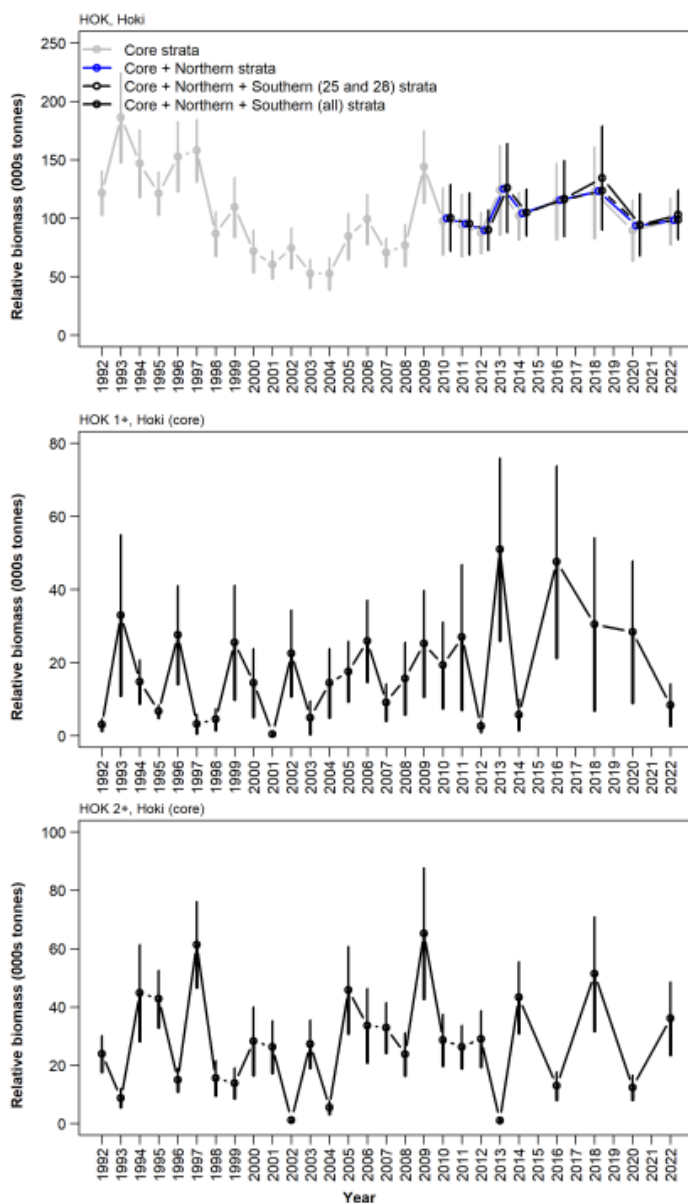 HOK, Hoki
Relative biomass (000s tonnes)
250
200
150
100
50
0
Core strata
Core + Northern strata
Core + Northern + Southern (25 and 28) strata
Core + Northern + Southern (all) strata
1992 1993 1994 1995 1996 1997 1998 1999 2000 2001 2002 2003 2004 2005 2006 2007 2008 2009 2010 2011 2012 2013 2014 2015 2016 2017 2018 2019 2020 2021 2022
HOK 1+, Hoki (core)
Relative biomass (000s tonnes)
80
60
40
20
0
1992 1993 1994 1995 1996 1997 1998 1999 2000 2001 2002 2003 2004 2005 2006 2007 2008 2009 2010 2011 2012 2013 2014 2015 2016 2017 2018 2019 2020 2021 2022
HOK 2+, Hoki (core)
Relative biomass (000s tonnes)
100
80
60
40
20
0
1992 1993 1994 1995 1996 1997 1998 1999 2000 2001 2002 2003 2004 2005 2006 2007 2008 2009 2010 2011 2012 2013 2014 2015 2016 2017 2018 2019 2020 2021 2022
Year